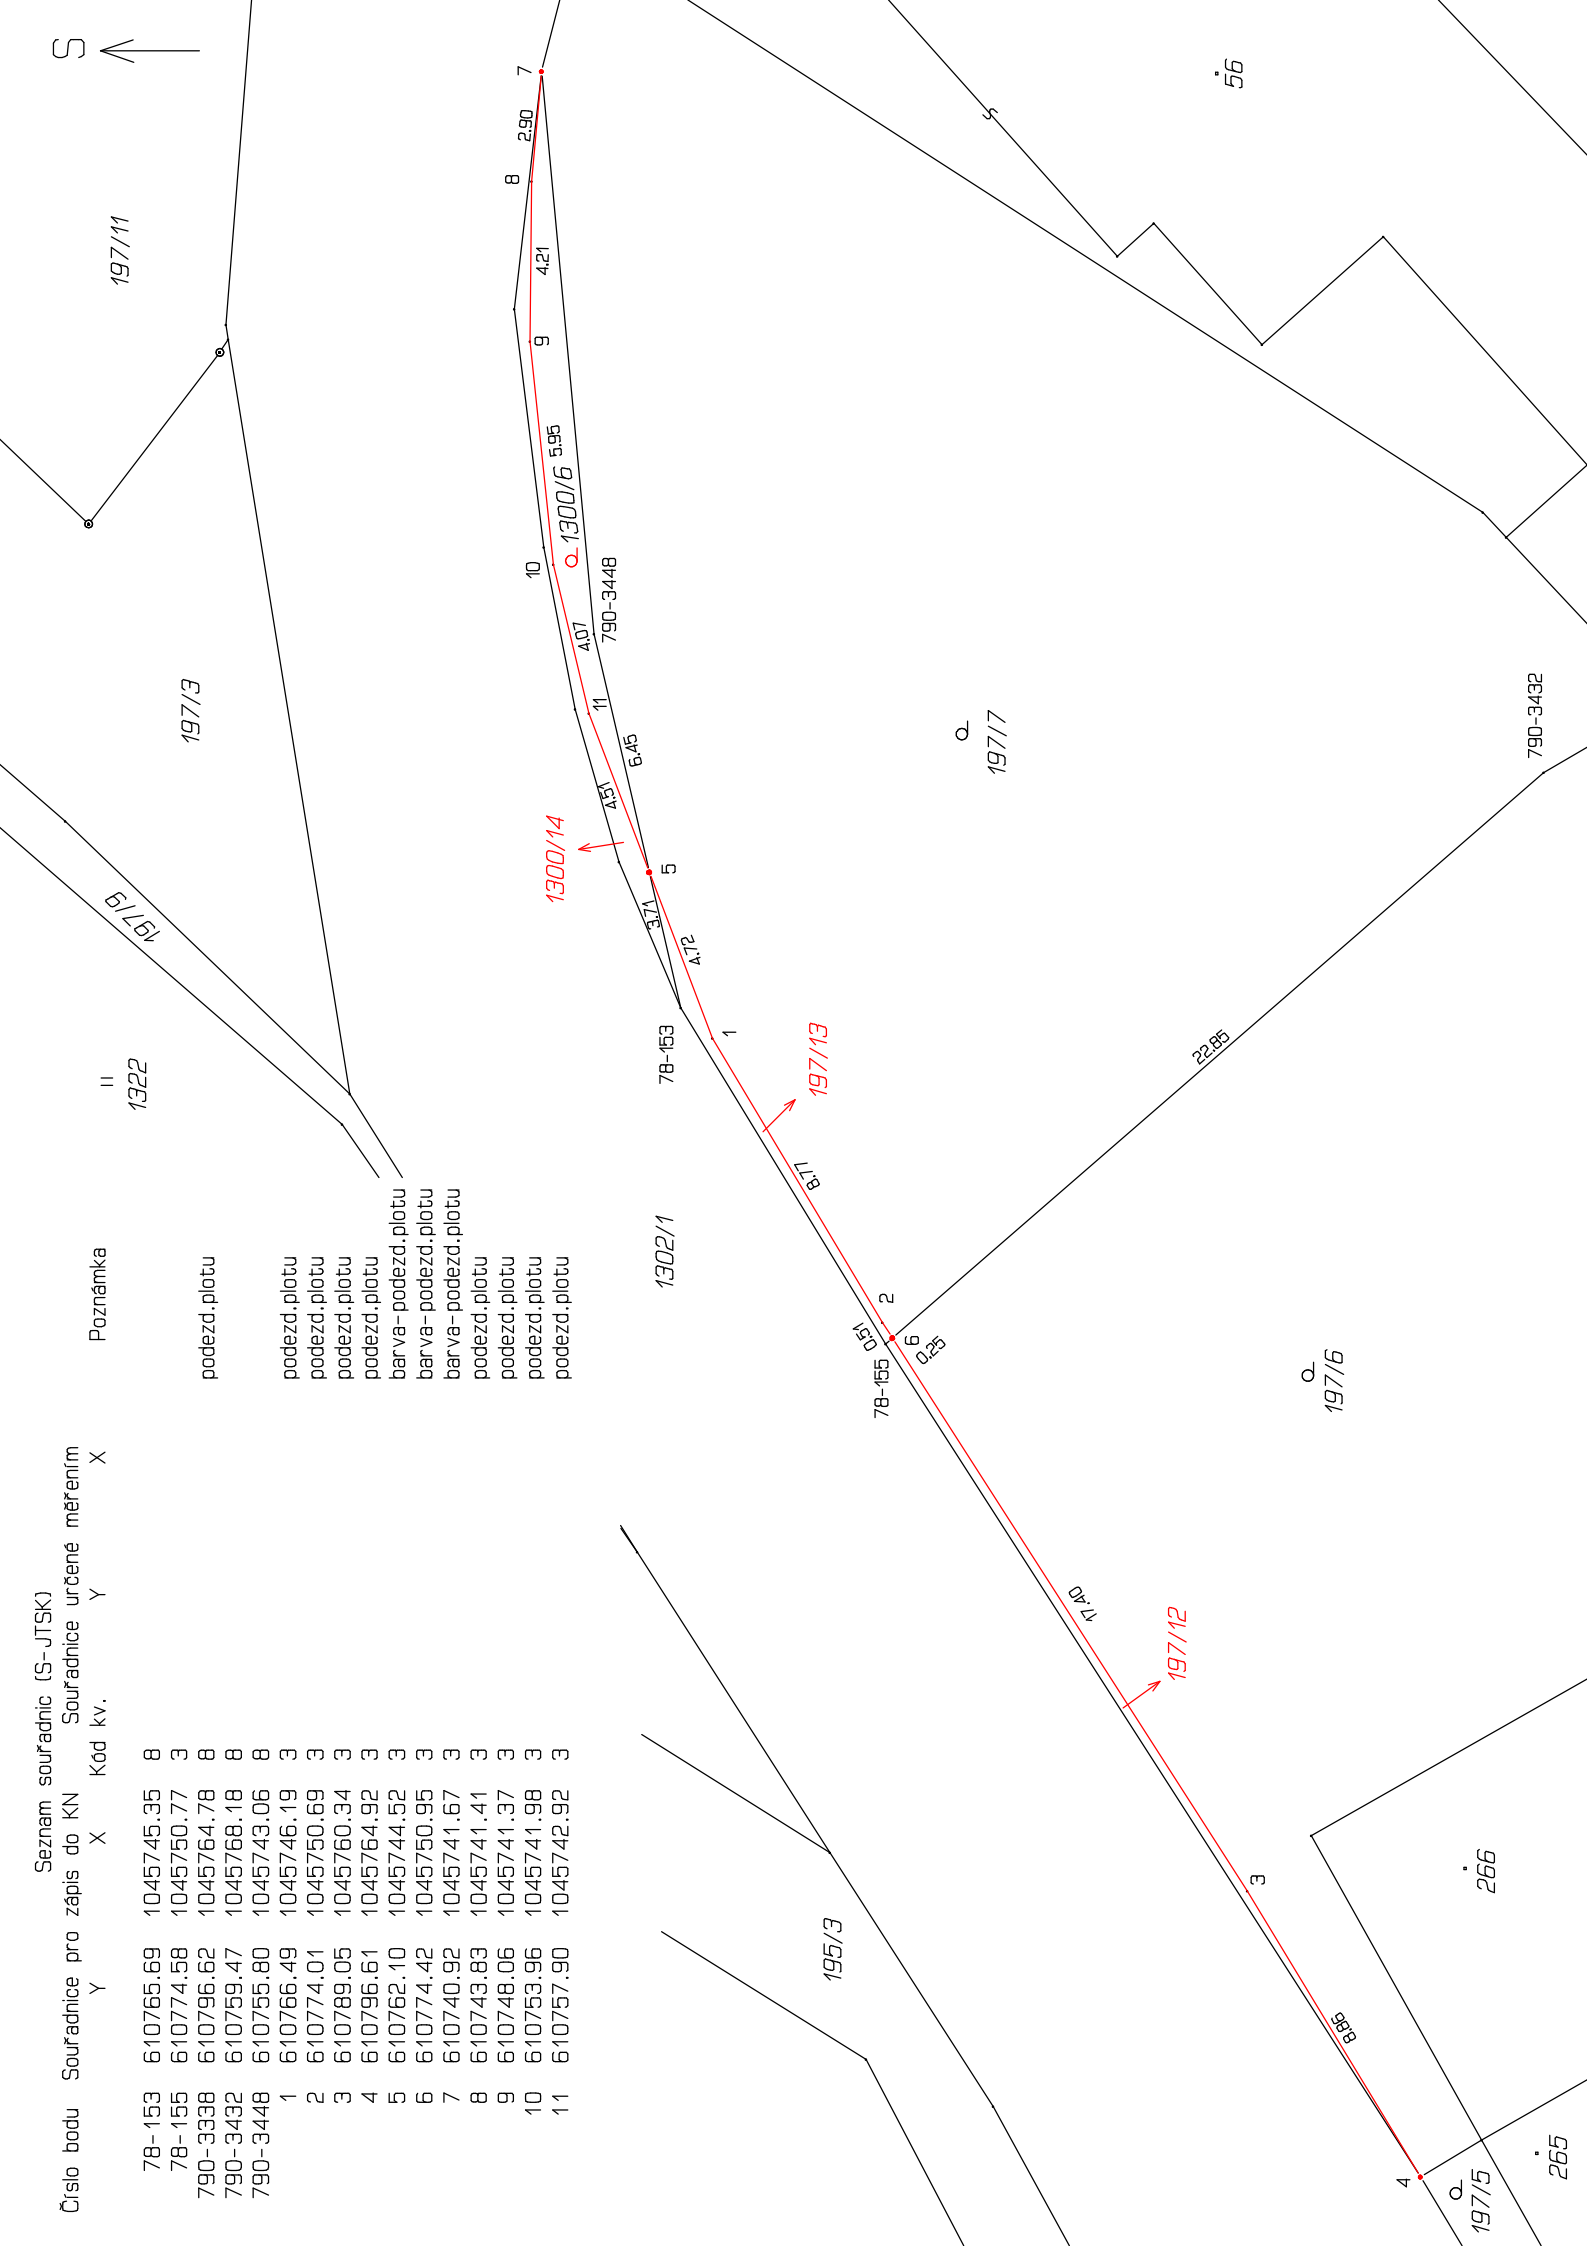 Seznam souřadnic (S-JTSK)
Číslo bodu Souřadnice pro zápis do KN Souřadnice určené měřením
Y X Kód kv. Y X Poznámka
78-153 610765.69 1045745.35 8
78-155 610774.58 1045750.77 3
790-3338 610796.62 1045764.78 8 podezd.plotu
790-3432 610759.47 1045768.18 8
790-3448 610755.80 1045743.06 8
1 610766.49 1045746.19 3 podezd.plotu
2 610774.01 1045750.69 3 podezd.plotu
3 610789.05 1045760.34 3 podezd.plotu
4 610796.61 1045764.92 3 podezd.plotu
5 610762.10 1045744.52 3 barva-podezd.plotu
6 610774.42 1045750.95 3 barva-podezd.plotu
7 610740.92 1045741.67 3 barva-podezd.plotu
8 610743.83 1045741.41 3 podezd.plotu
9 610748.06 1045741.37 3 podezd.plotu
10 610753.96 1045741.98 3 podezd.plotu
11 610757.90 1045742.92 3 podezd.plotu
S
197/11
197/3
197/9
1322
7
2.90
8
4.21
9
5.95
1300/6
10
4.07
790-3448
11
6.45
4.51
1300/14
5
3.71
4.72
78-153
1
197/13
8.77
1302/1
2
0.51
6
0.25
78-155
22.85
790-3432
197/7
56
197/6
17.40
197/12
3
195/3
8.86
4
197/5
266
265